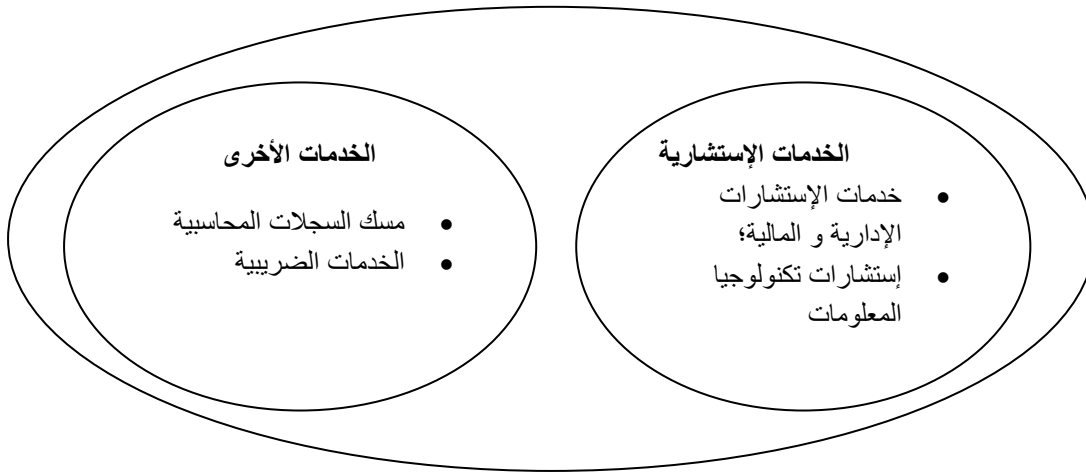 الخدمات الإستشارية
• خدمات الإستشارات
الإدارية و المالية؛
• إستشارات تكنولوجيا
المعلومات
الخدمات الأخرى
• مسك السجلات المحاسبية
• الخدمات الضريبية